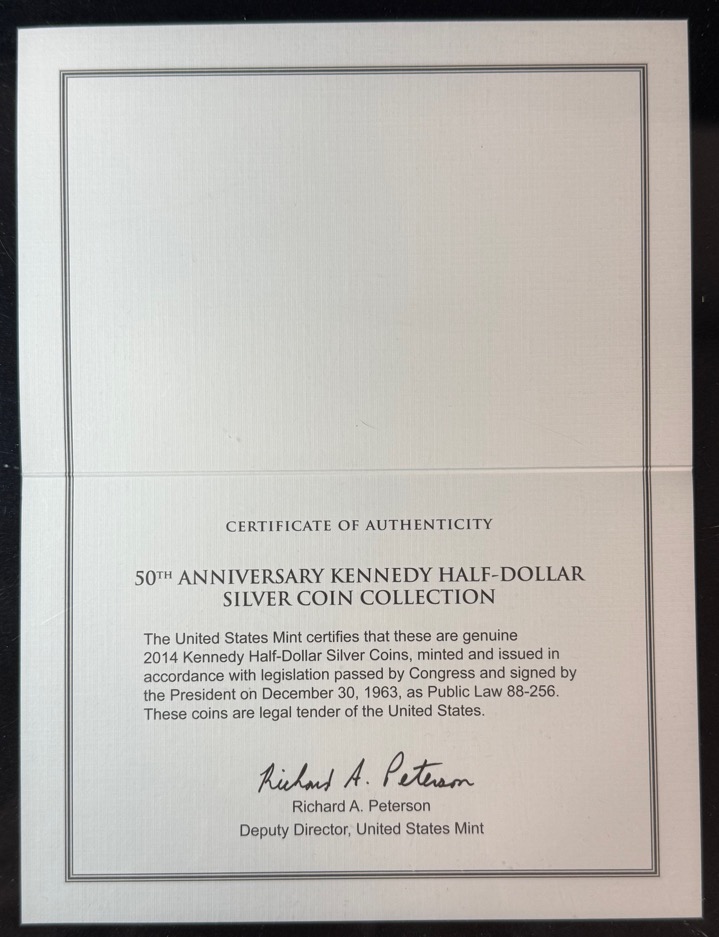 CERTIFICATE OF AUTHENTICITY
50TH ANNIVERSARY KENNEDY HALF-DOLLAR
SILVER COIN COLLECTION
The United States Mint certifies that these are genuine
2014 Kennedy Half-Dollar Silver Coins, minted and issued in
accordance with legislation passed by Congress and signed by
the President on December 30, 1963, as Public Law 88-256.
These coins are legal tender of the United States.
Richard A. Peterson
Richard A. Peterson
Deputy Director, United States Mint